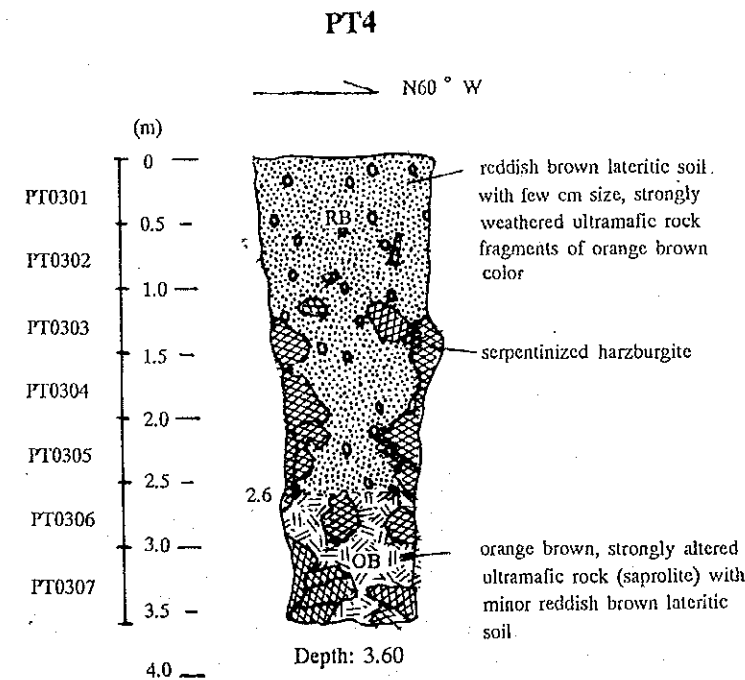 PT4
N60 ° W
(m)
0
PT0301
0.5
PT0302
1.0
PT0303
1.5
PT0304
2.0
PT0305
2.5
2.6
PT0306
3.0
PT0307
3.5
4.0
RB
OB
reddish brown lateritic soil.
with few cm size, strongly
weathered ultramafic rock
fragments of orange brown
color
serpentinized harzburgite
orange brown, strongly altered
ultramafic rock (saprolite) with
minor reddish brown lateritic
soil
Depth: 3.60